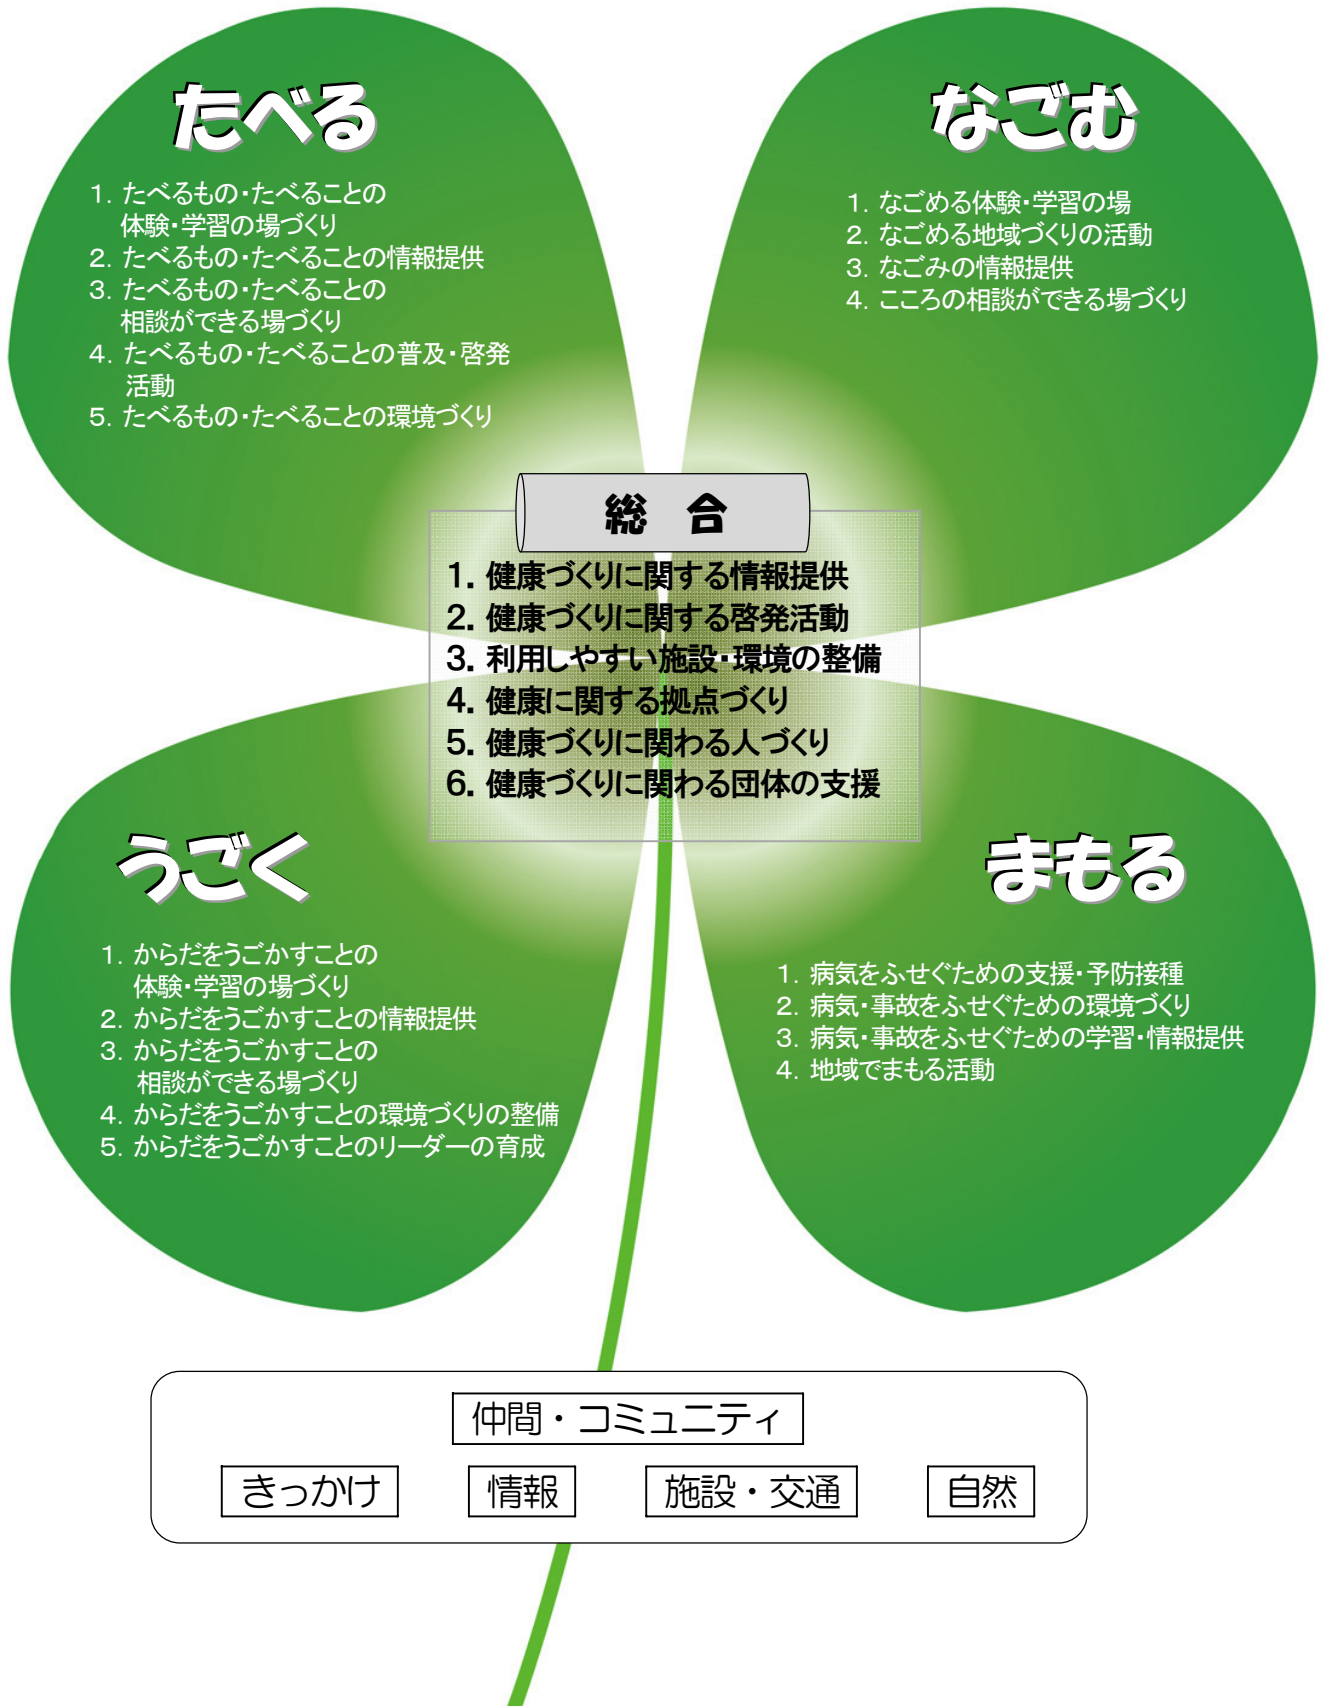 たべる
1. たべるもの・たべることの
体験・学習の場づくり
2. たべるもの・たべることの情報提供
3. たべるもの・たべることの
相談ができる場づくり
4. たべるもの・たべることの普及・啓発
活動
5. たべるもの・たべることの環境づくり
なごむ
1. なごめる体験・学習の場
2. なごめる地域づくりの活動
3. なごみの情報提供
4. こころの相談ができる場づくり
総　合
1. 健康づくりに関する情報提供
2. 健康づくりに関する啓発活動
3. 利用しやすい施設・環境の整備
4. 健康に関する拠点づくり
5. 健康づくりに関わる人づくり
6. 健康づくりに関わる団体の支援
うごく
1. からだをうごかすことの
体験・学習の場づくり
2. からだをうごかすことの情報提供
3. からだをうごかすことの
相談ができる場づくり
4. からだをうごかすことの環境づくりの整備
5. からだをうごかすことのリーダーの育成
まもる
1. 病気をふせぐための支援・予防接種
2. 病気・事故をふせぐための環境づくり
3. 病気・事故をふせぐための学習・情報提供
4. 地域でまもる活動
仲間・コミュニティ
きっかけ 情報 施設・交通 自然